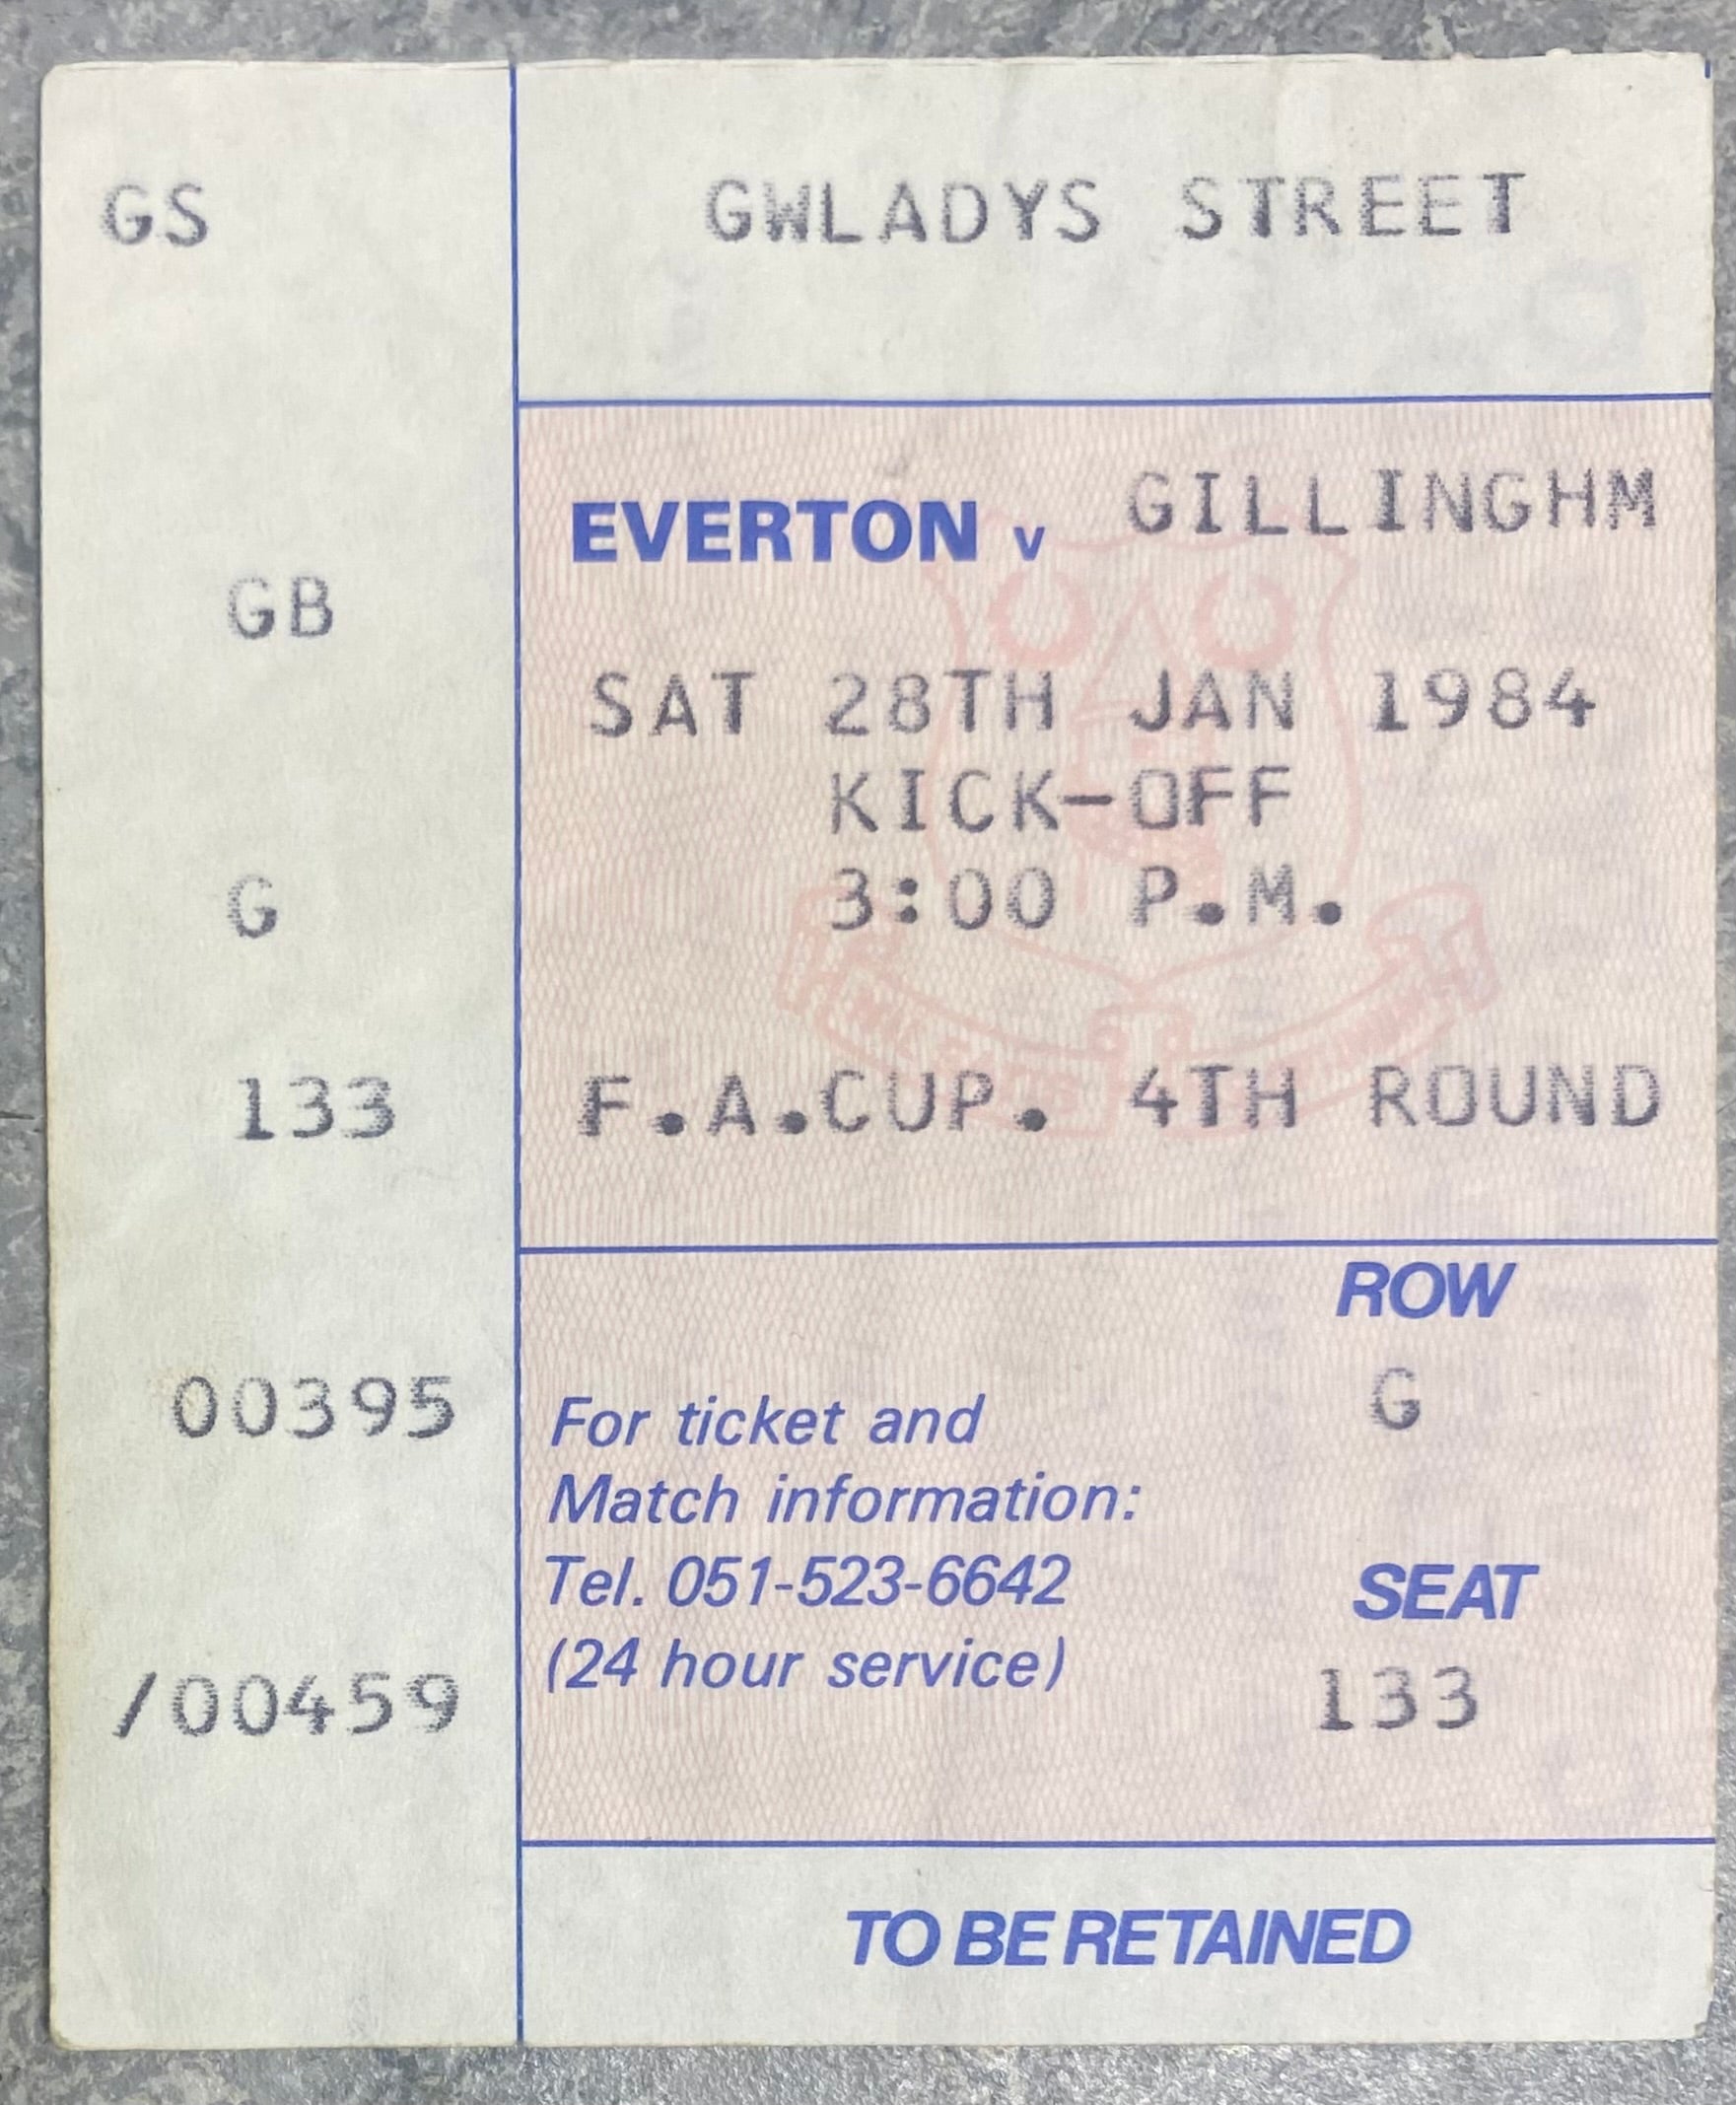 GS
GWLADYS STREET
EVERTON v GILLINGHM
GB
SAT 28TH JAN 1984
KICK-OFF
3:00 P.M.
G
133
F.A.CUP. 4TH ROUND
ROW
G
00395
For ticket and
Match information:
Tel. 051-523-6642
(24 hour service)
SEAT
133
/00459
TO BE RETAINED